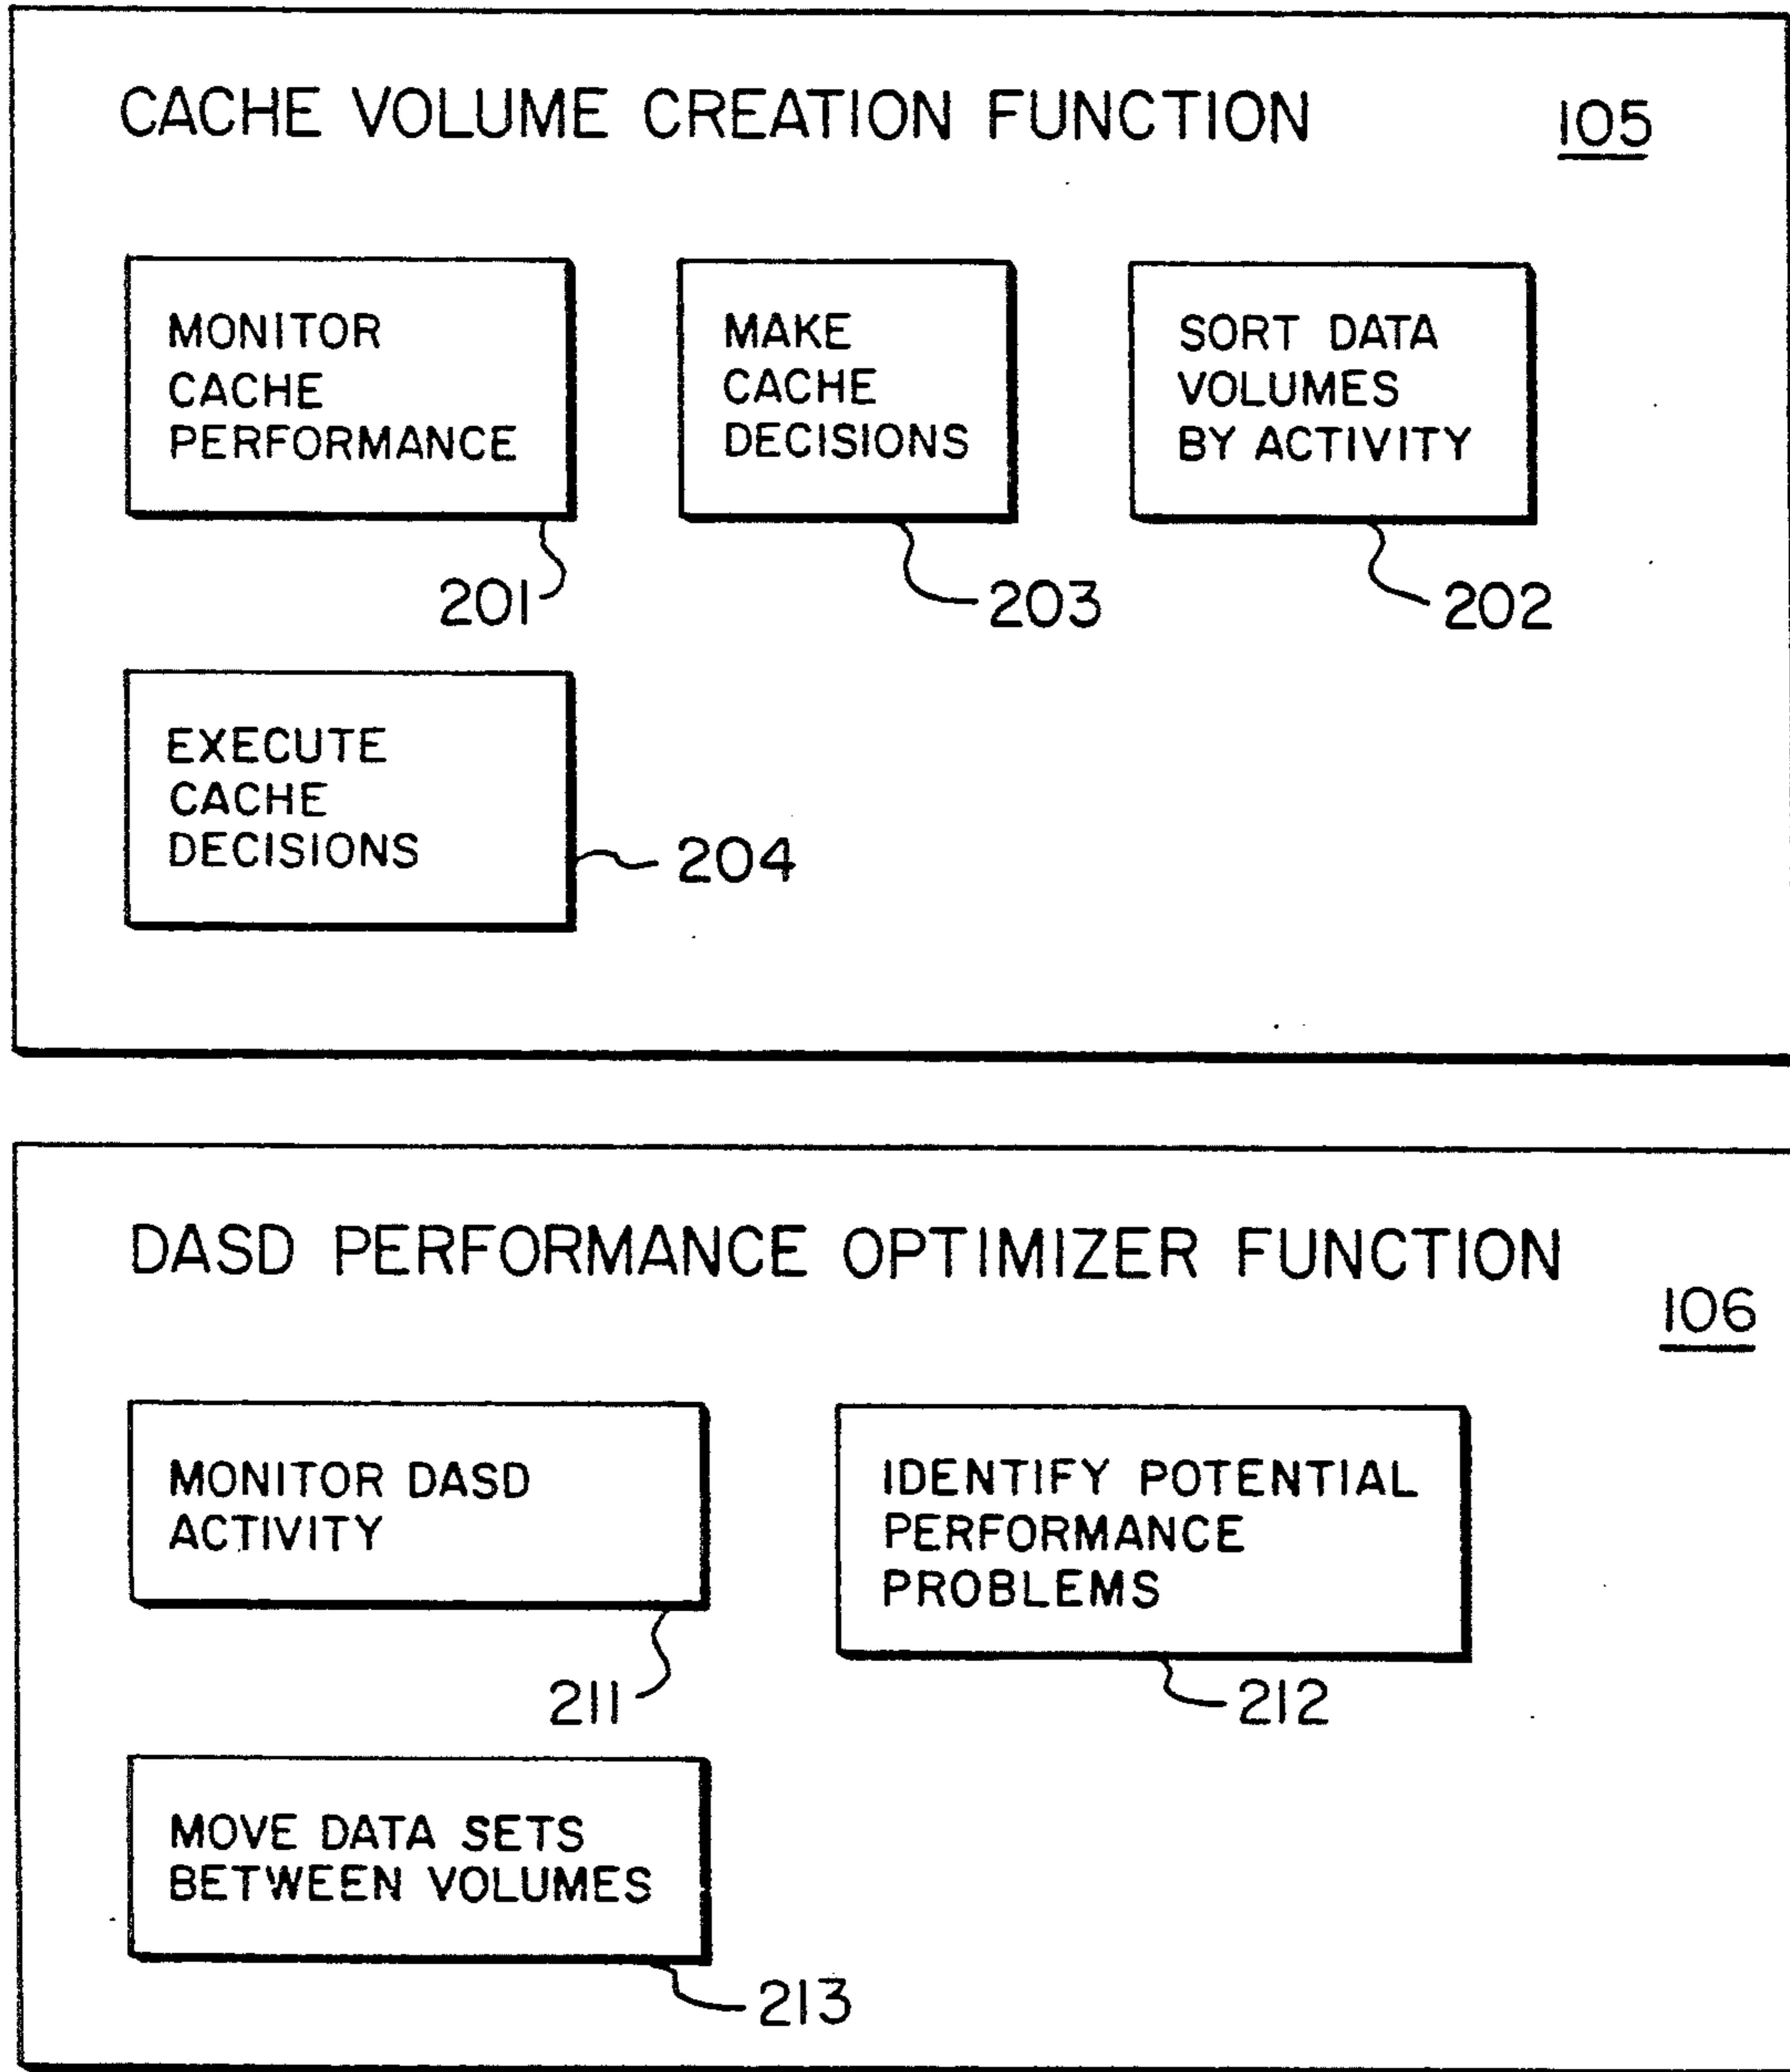 CACHE VOLUME CREATION FUNCTION
105
MONITOR
CACHE
PERFORMANCE
201
MAKE
CACHE
DECISIONS
203
SORT DATA
VOLUMES
BY ACTIVITY
202
EXECUTE
CACHE
DECISIONS
204
DASD PERFORMANCE OPTIMIZER FUNCTION
106
MONITOR DASD
ACTIVITY
211
IDENTIFY POTENTIAL
PERFORMANCE
PROBLEMS
212
MOVE DATA SETS
BETWEEN VOLUMES
213